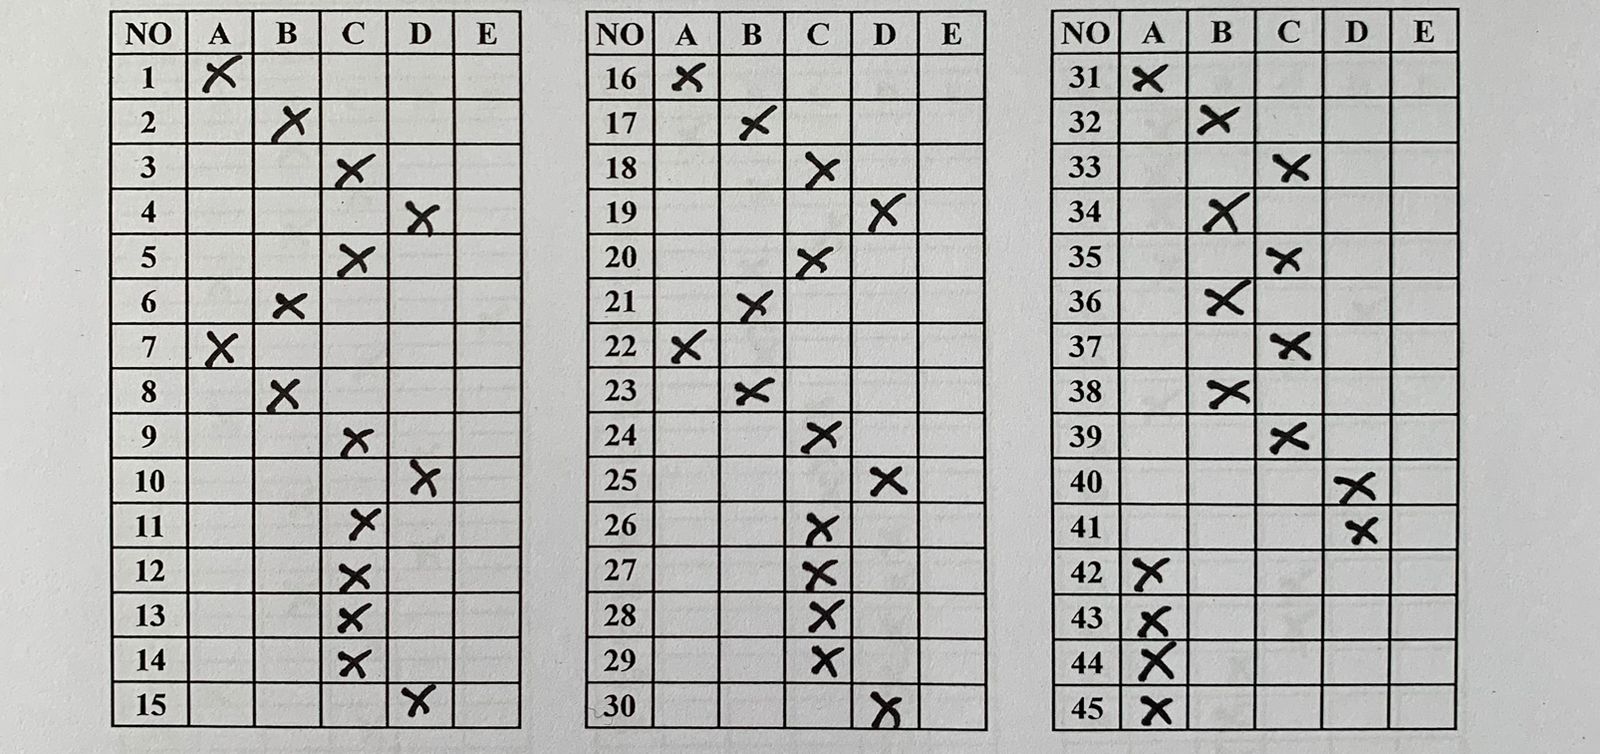 NO A B C D E
1 X
2 X
3 X
4 X
5 X
6 X
7 X
8 X
9 X
10 X
11 X
12 X
13 X
14 X
15 X
NO A B C D E
16 X
17 X
18 X
19 X
20 X
21 X
22 X
23 X
24 X
25 X
26 X
27 X
28 X
29 X
30 X
NO A B C D E
31 X
32 X
33 X
34 X
35 X
36 X
37 X
38 X
39 X
40 X
41 X
42 X
43 X
44 X
45 X